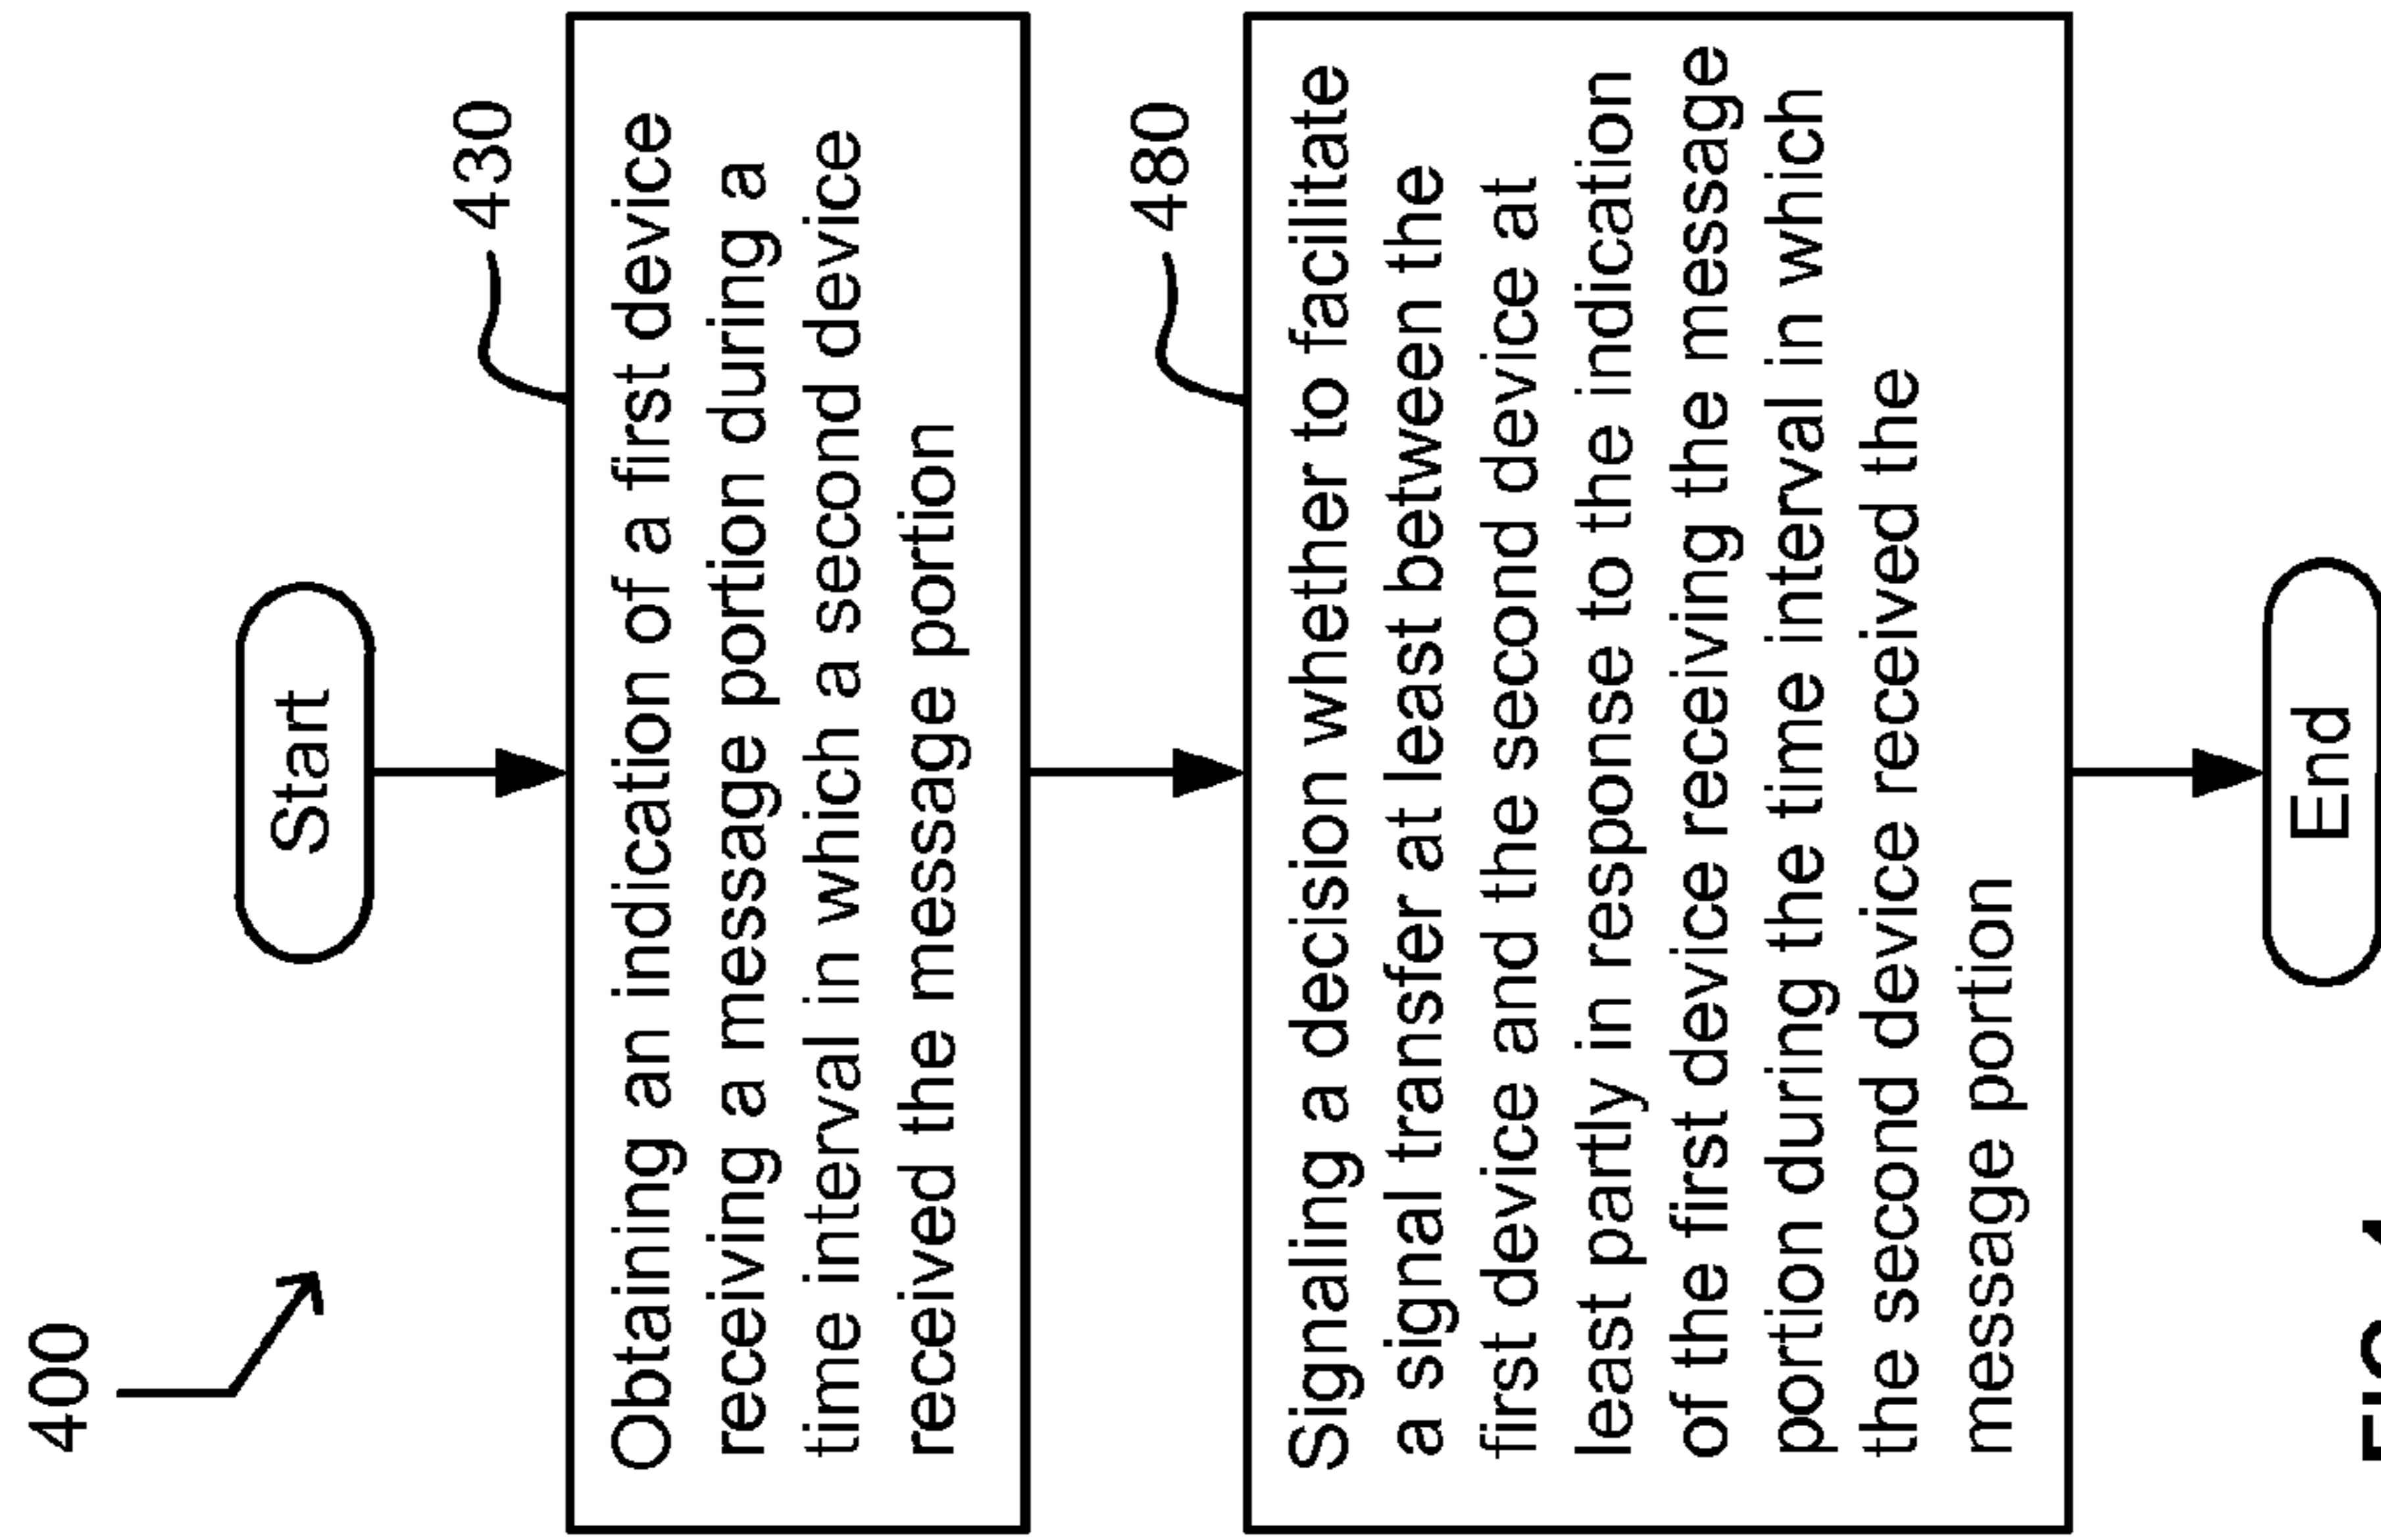 400
Start
430
Obtaining an indication of a first device
receiving a message portion during a
time interval in which a second device
received the message portion
480
Signaling a decision whether to facilitate
a signal transfer at least between the
first device and the second device at
least partly in response to the indication
of the first device receiving the message
portion during the time interval in which
the second device received the
message portion
End